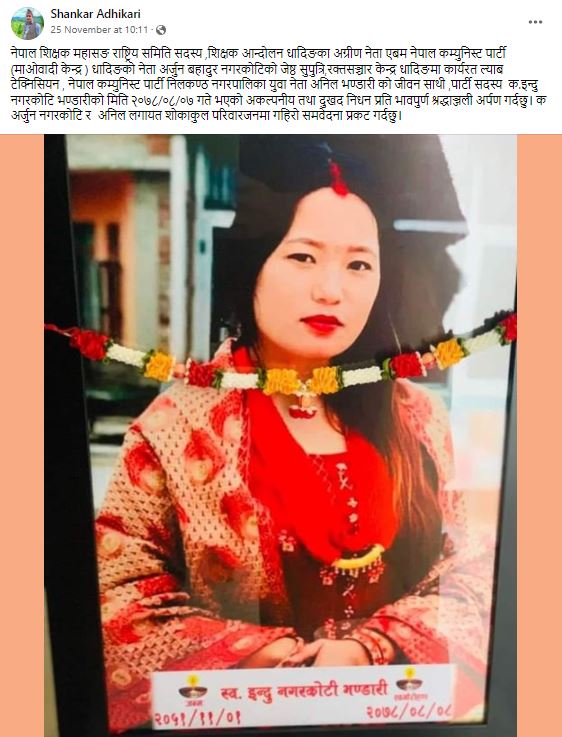 Shankar Adhikari
25 November at 10:11 ·
नेपाल शिक्षक महासङ राष्ट्रिय समिति सदस्य ,शिक्षक आन्दोलन धादिङका अग्रीण नेता एबम नेपाल कम्युनिस्ट पार्टी
(माओवादी केन्द्र ) धादिङको नेता अर्जुन बहादुर नगरकोटिको जेष्ठ सुपुत्रि,रक्तसञ्चार केन्द्र धादिङमा कार्यरत ल्याब
टेक्निसियन , नेपाल कम्युनिस्ट पार्टी निलकण्ठ नगरपालिका युवा नेता अनिल भण्डारी को जीवन साथी ,पार्टी सदस्य क.इन्दु
नगरकोटि भण्डारीको मिति २०७८/०८/०७ गते भएको अकल्पनीय तथा दुखद निधन प्रति भावपुर्ण श्रद्धाञ्जली अर्पण गर्दछु। क
अर्जुन नगरकोटि र अनिल लगायत शोकाकुल परिवारजनमा गहिरो समवेदना प्रकट गर्दछु।
स्व. इन्दु नगरकोटी भण्डारी
जन्म
२०५१/११/०१
स्वर्गारोहण
२०७८/०८/०८